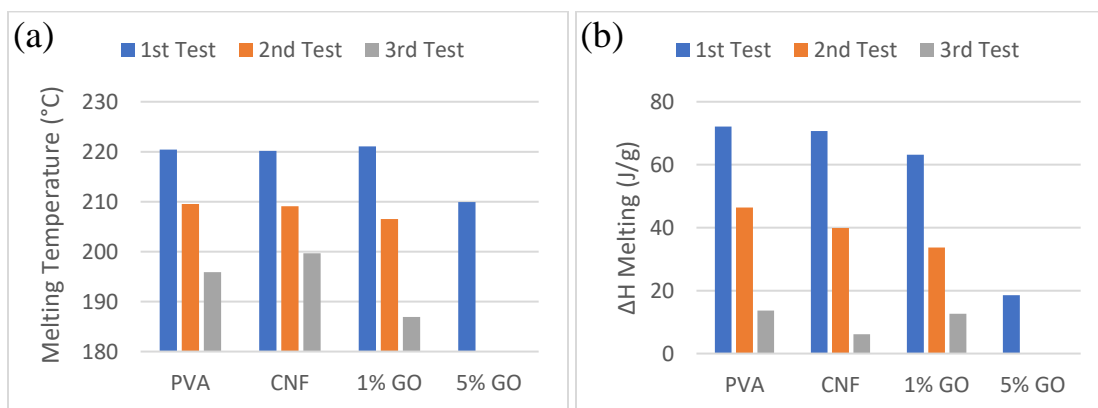 (a)
1st Test 2nd Test 3rd Test
Melting Temperature (°C)
230
220
210
200
190
180
PVA CNF 1% GO 5% GO
(b)
1st Test 2nd Test 3rd Test
ΔH Melting (J/g)
80
60
40
20
0
PVA CNF 1% GO 5% GO